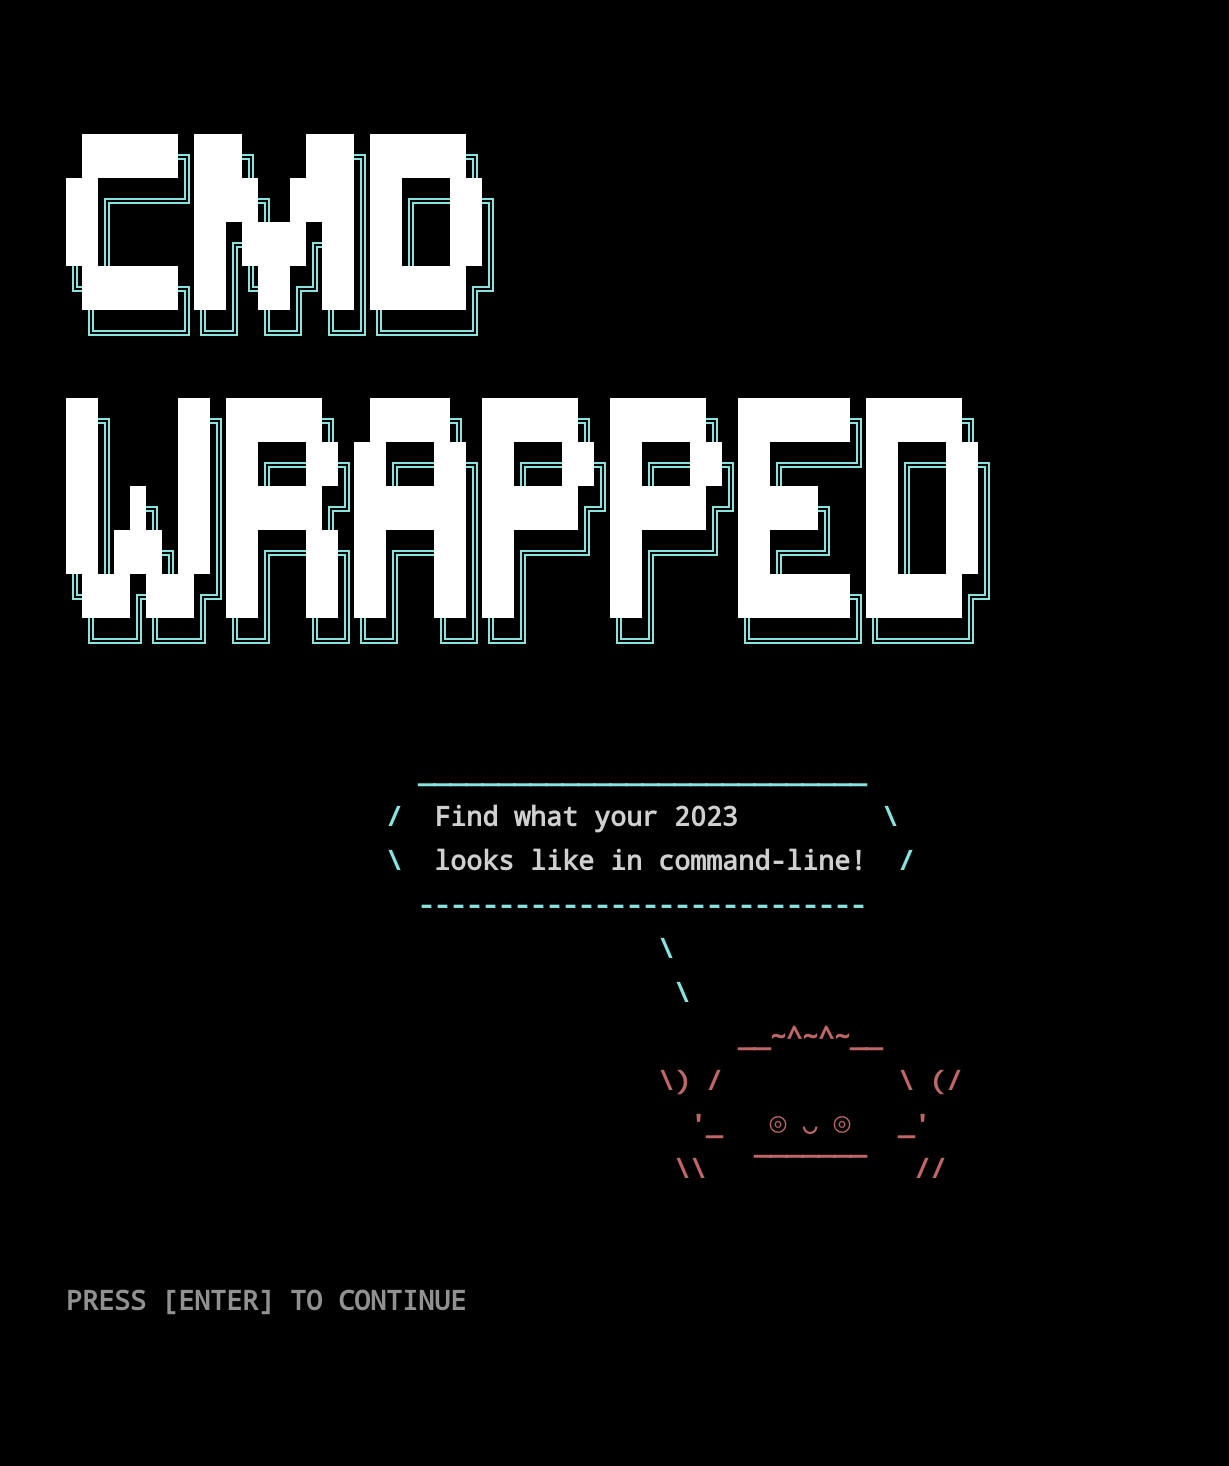 CMD
WRAPPED
Find what your 2023
looks like in command-line!
PRESS [ENTER] TO CONTINUE